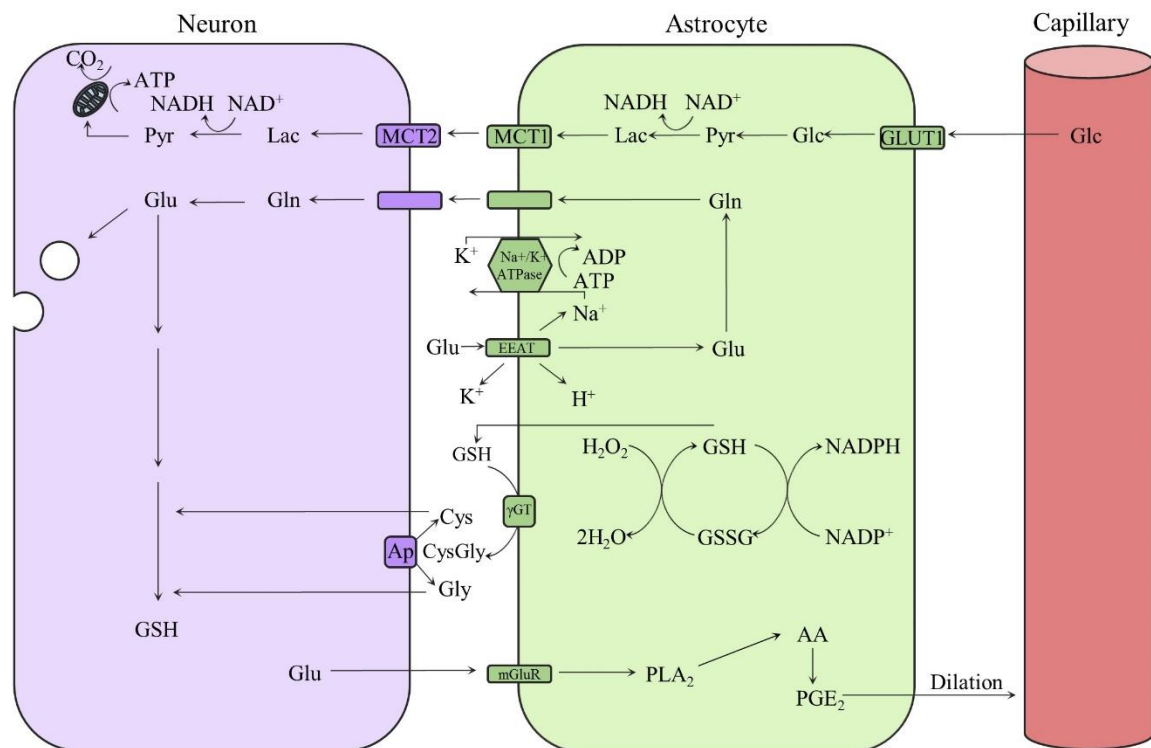 Neuron
Astrocyte
Capillary
CO₂
ATP
NADH
NAD⁺
NADH
NAD⁺
Pyr
Lac
MCT2
MCT1
Lac
Pyr
Glc
GLUT1
Glc
Glu
Gln
Gln
K⁺
Na+/K+
ATPase
ADP
ATP
Na⁺
Glu
EEAT
Glu
K⁺
H⁺
GSH
H₂O₂
GSH
NADPH
γGT
Cys
2H₂O
GSSG
NADP⁺
Ap
CysGly
Gly
GSH
Glu
mGluR
PLA₂
AA
PGE₂
Dilation